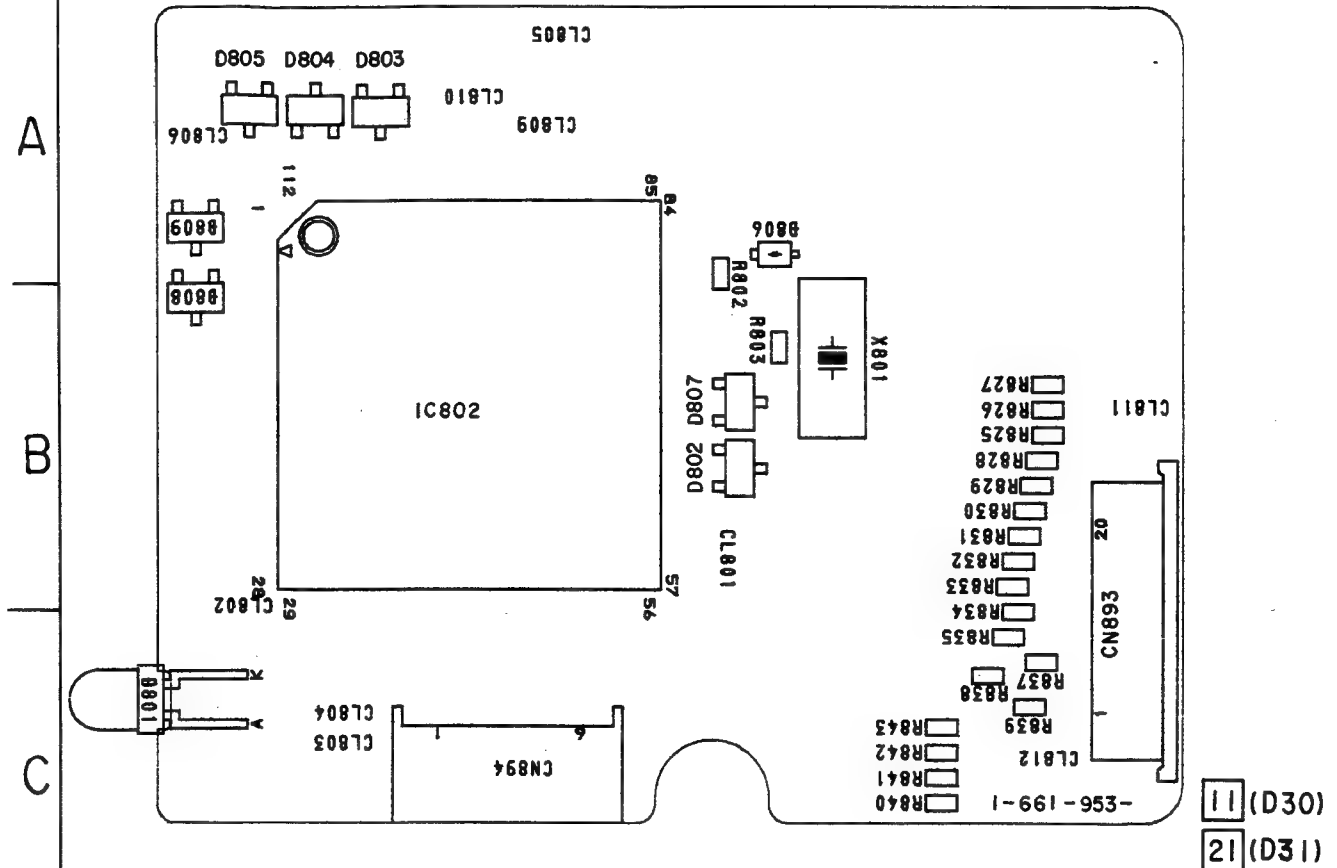 CL805
D805 D804 D803
CL810
CL809
CL806
A
112
85
84
1
D809
D806
R802
D808
R803
X801
D807
R827
IC802
R826
CL811
R825
B
D802
R828
R829
R830
20
R831
CL801
R832
28
57
R833
CL802
29
56
R834
CN893
R835
K
D801
R837
R838
A
CL804
R839
1
R843
CL803
1
9
R842
CL812
C
CN894
R841
R840
1-661-953-
11 (D30)
21 (D31)